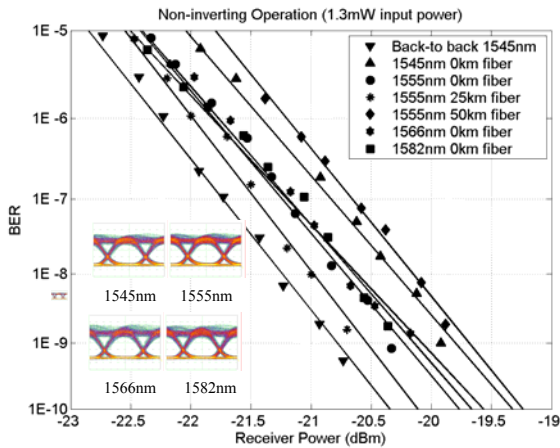 Non-inverting Operation (1.3mW input power)
1E-5
1E-6
1E-7
1E-8
1E-9
1E-10
BER
Back-to back 1545nm
1545nm 0km fiber
1555nm 0km fiber
1555nm 25km fiber
1555nm 50km fiber
1566nm 0km fiber
1582nm 0km fiber
1545nm 1555nm
1566nm 1582nm
-23 -22.5 -22 -21.5 -21 -20.5 -20 -19.5 -19
Receiver Power (dBm)